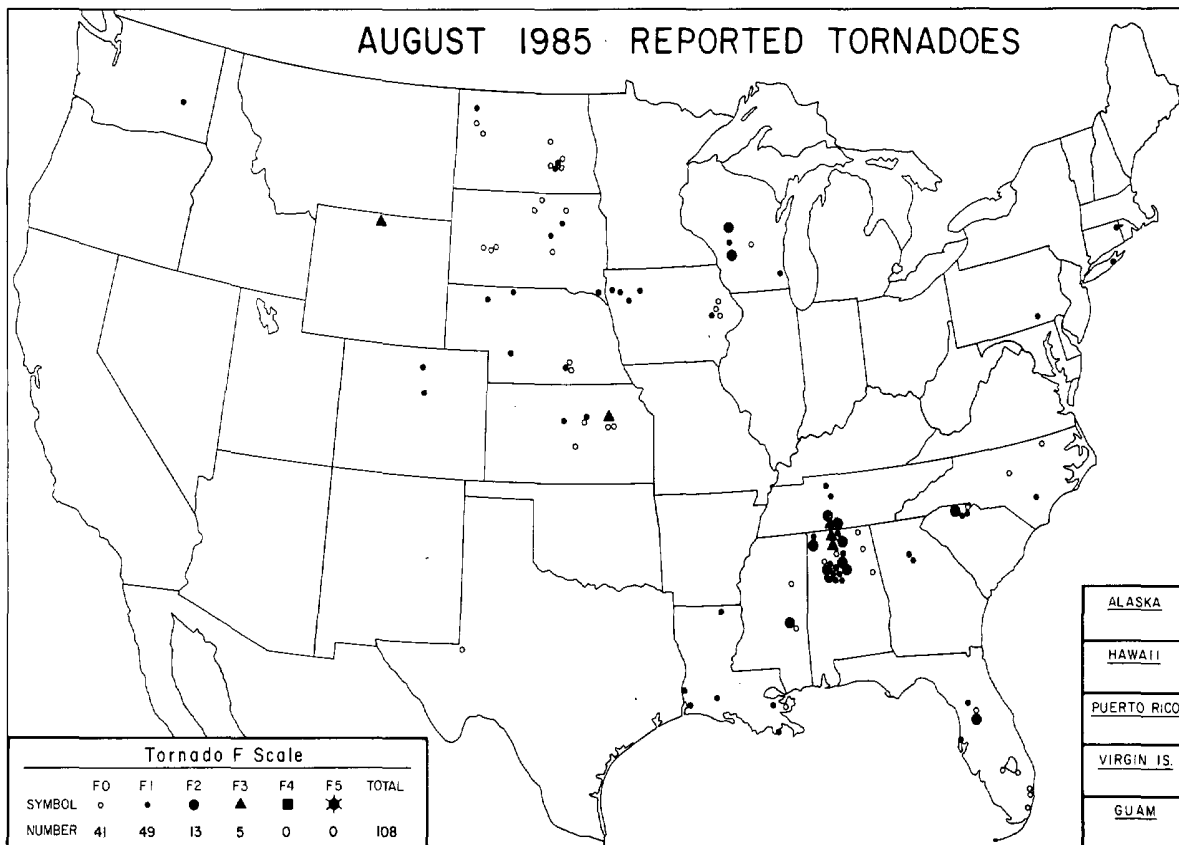 AUGUST 1985 REPORTED TORNADOES
ALASKA
HAWAII
PUERTO RICO
VIRGIN IS.
GUAM
Tornado F Scale
F0 F1 F2 F3 F4 F5 TOTAL
SYMBOL
NUMBER 41 49 13 5 0 0 108